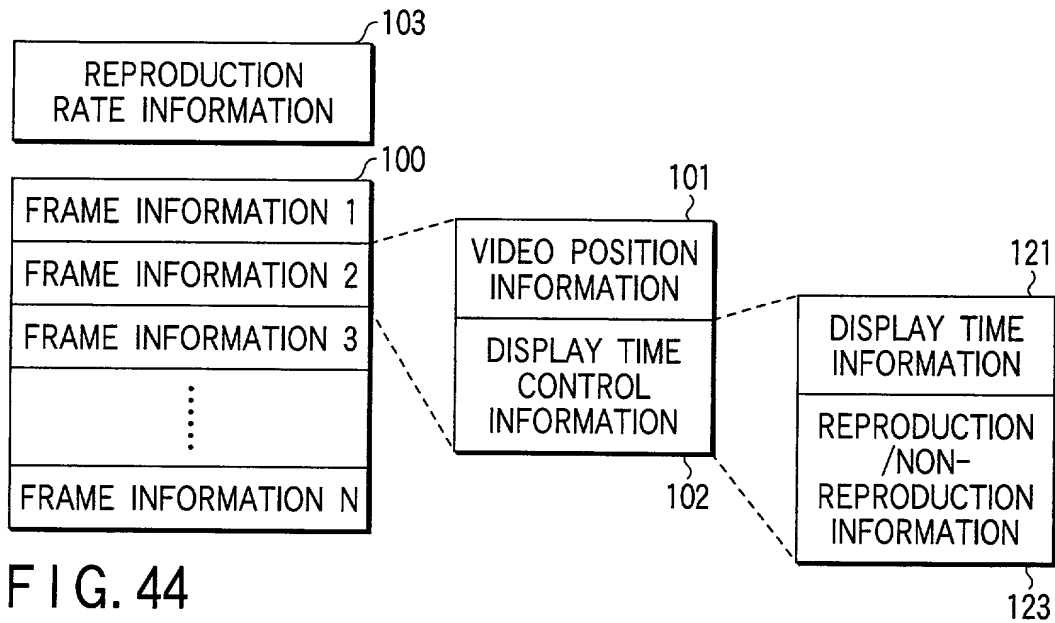 103
REPRODUCTION
RATE INFORMATION
100
FRAME INFORMATION 1
FRAME INFORMATION 2
FRAME INFORMATION 3
FRAME INFORMATION N
101
VIDEO POSITION
INFORMATION
DISPLAY TIME
CONTROL
INFORMATION
102
121
DISPLAY TIME
INFORMATION
REPRODUCTION
/NON-
REPRODUCTION
INFORMATION
123
FIG. 44